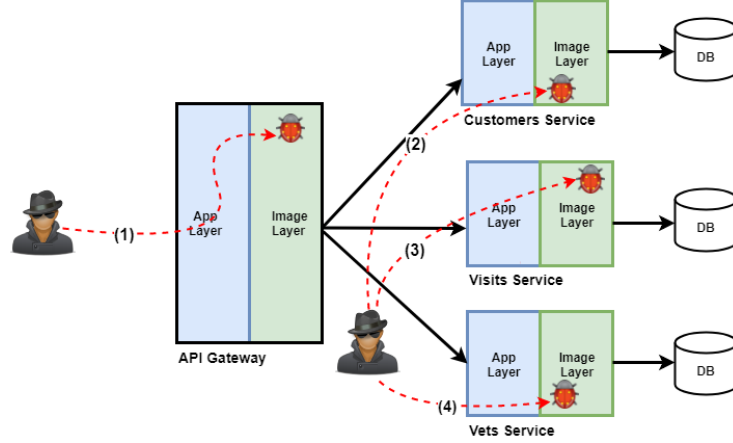 App
Layer
Image
Layer
DB
Customers Service
(2)
(1)
App
Layer
Image
Layer
API Gateway
(3)
App
Layer
Image
Layer
DB
Visits Service
App
Layer
Image
Layer
DB
(4)
Vets Service